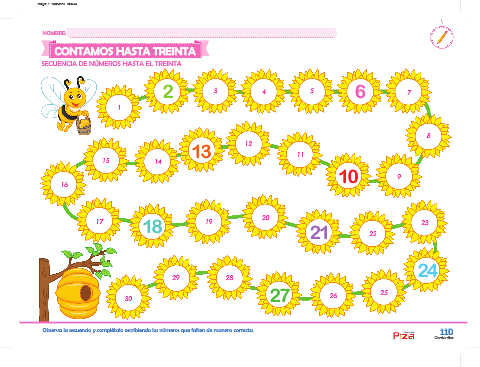 NOMBRE:
CONTAMOS HASTA TREINTA
SECUENCIA DE NÚMEROS HASTA EL TREINTA
1 2 3 4 5 6 7
8
15 14 13 12 11 10 9
16
17 18 19 20 21 22 23
24
30 29 28 27 26 25
Observa la secuencia y complétala escribiendo los números que faltan de manera correcta.
110